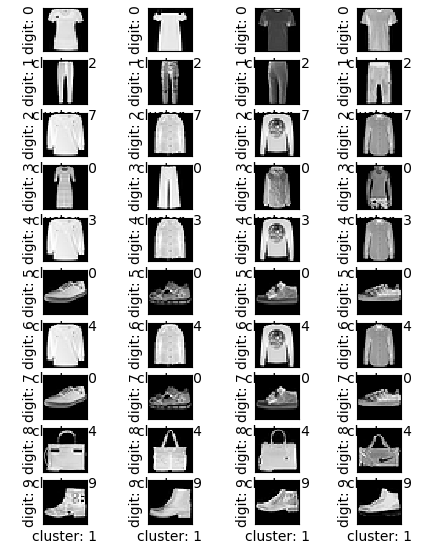 digit: 0 digit: 0 digit: 0 digit: 0
cluster: 2 cluster: 2 cluster: 2 cluster: 2
digit: 1 digit: 1 digit: 1 digit: 1
cluster: 7 cluster: 7 cluster: 7 cluster: 7
digit: 2 digit: 2 digit: 2 digit: 2
cluster: 0 cluster: 0 cluster: 0 cluster: 0
digit: 3 digit: 3 digit: 3 digit: 3
cluster: 3 cluster: 3 cluster: 3 cluster: 3
digit: 4 digit: 4 digit: 4 digit: 4
cluster: 0 cluster: 0 cluster: 0 cluster: 0
digit: 5 digit: 5 digit: 5 digit: 5
cluster: 4 cluster: 4 cluster: 4 cluster: 4
digit: 6 digit: 6 digit: 6 digit: 6
cluster: 0 cluster: 0 cluster: 0 cluster: 0
digit: 7 digit: 7 digit: 7 digit: 7
cluster: 4 cluster: 4 cluster: 4 cluster: 4
digit: 8 digit: 8 digit: 8 digit: 8
cluster: 9 cluster: 9 cluster: 9 cluster: 9
digit: 9 digit: 9 digit: 9 digit: 9
cluster: 1 cluster: 1 cluster: 1 cluster: 1